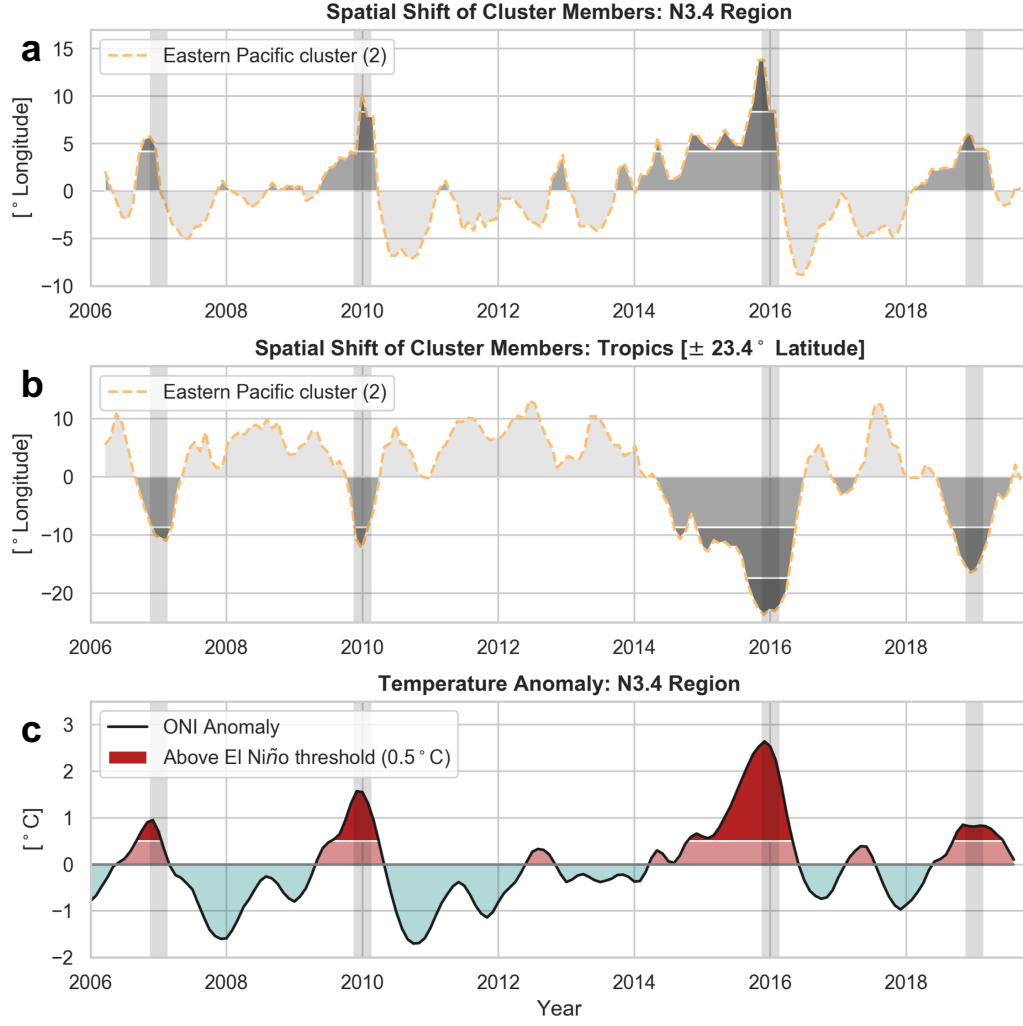 Spatial Shift of Cluster Members: N3.4 Region
a
Eastern Pacific cluster (2)
[°Longitude]
15
10
5
0
−5
−10
2006 2008 2010 2012 2014 2016 2018
Spatial Shift of Cluster Members: Tropics [± 23.4° Latitude]
b
Eastern Pacific cluster (2)
[°Longitude]
10
0
−10
−20
2006 2008 2010 2012 2014 2016 2018
Temperature Anomaly: N3.4 Region
c
ONI Anomaly
Above El Niño threshold (0.5°C)
[°C]
3
2
1
0
−1
−2
2006 2008 2010 2012 2014 2016 2018
Year